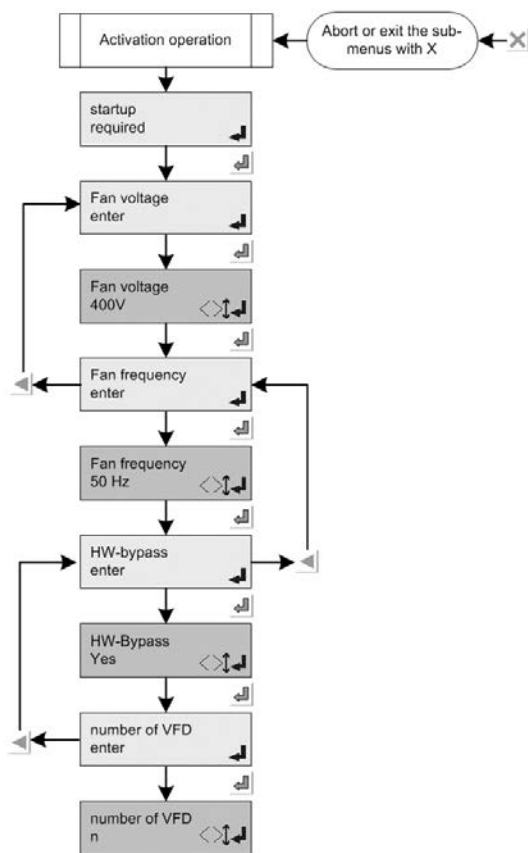 Activation operation
Abort or exit the sub-
menus with X
startup
required
Fan voltage
enter
Fan voltage
400V
Fan frequency
enter
Fan frequency
50 Hz
HW-bypass
enter
HW-Bypass
Yes
number of VFD
enter
number of VFD
n